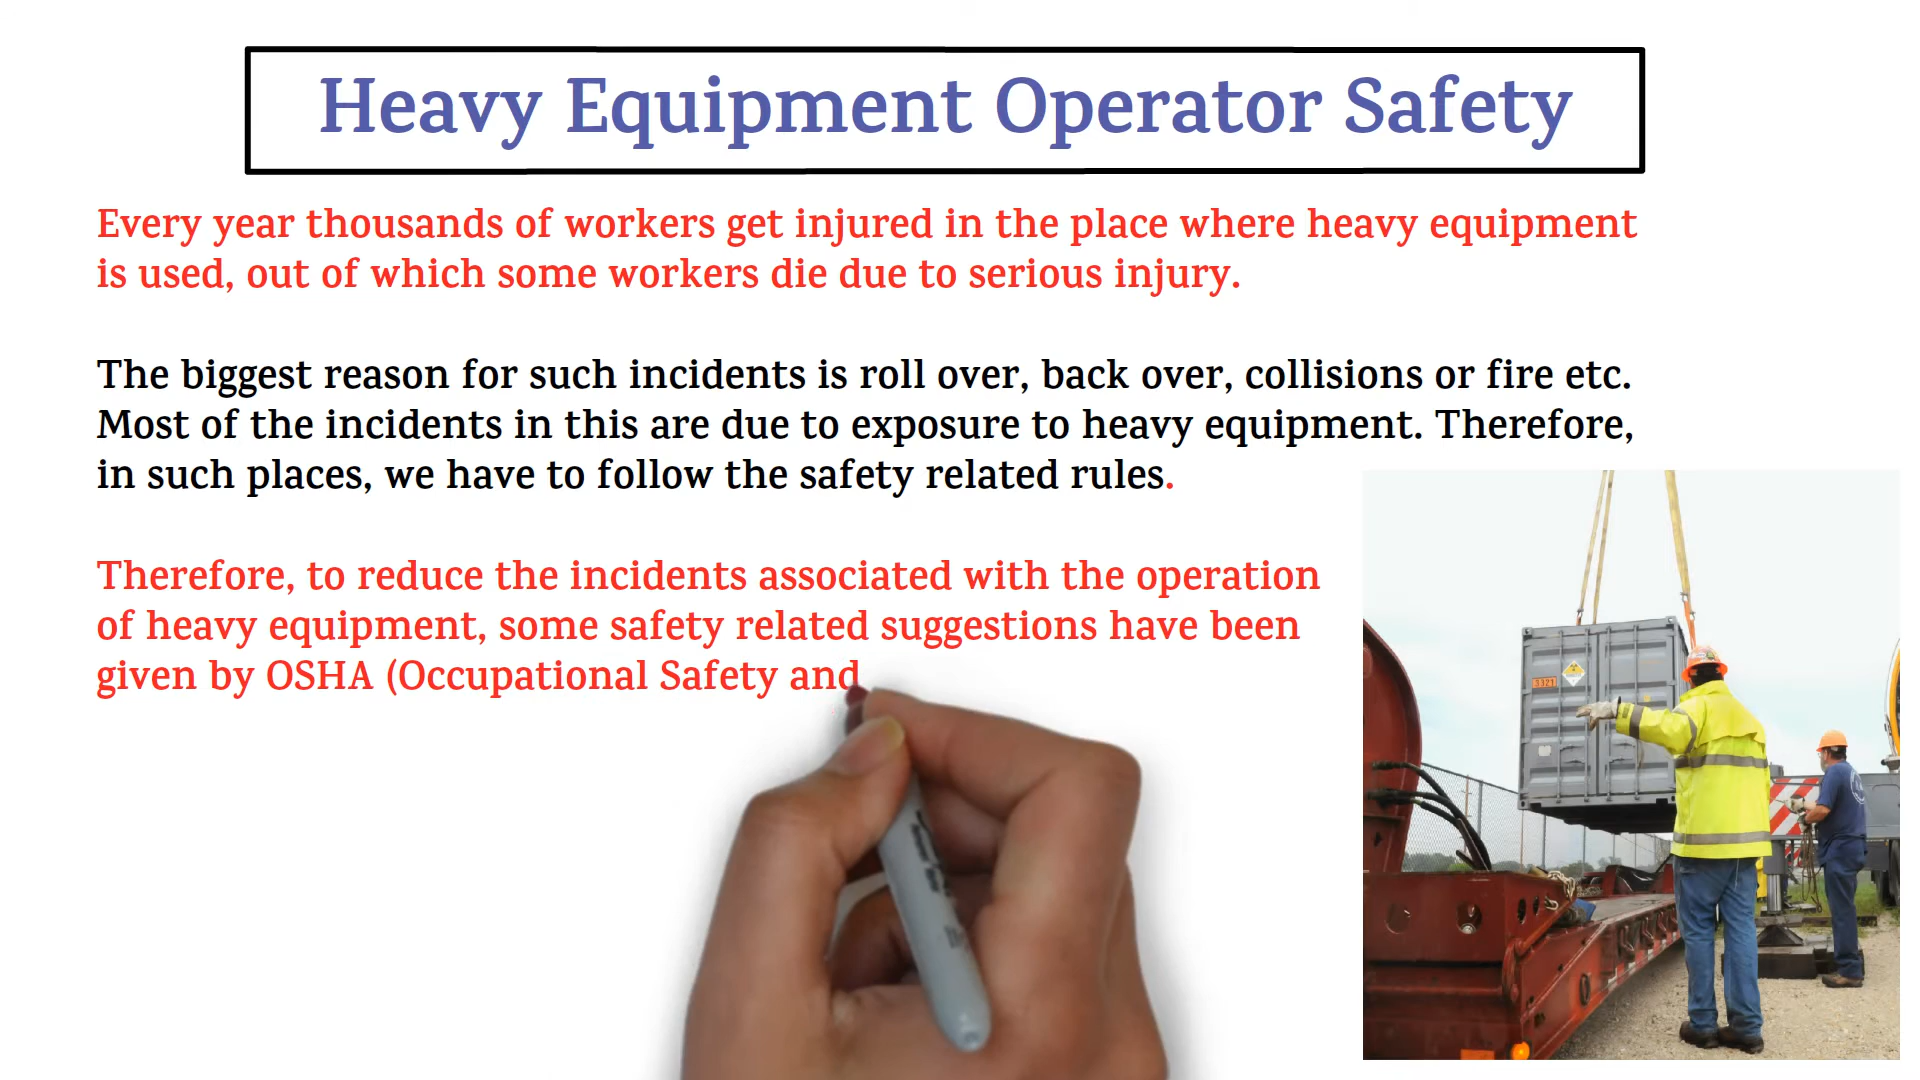 Heavy Equipment Operator Safety
Every year thousands of workers get injured in the place where heavy equipment
is used, out of which some workers die due to serious injury.
The biggest reason for such incidents is roll over, back over, collisions or fire etc.
Most of the incidents in this are due to exposure to heavy equipment. Therefore,
in such places, we have to follow the safety related rules.
Therefore, to reduce the incidents associated with the operation
of heavy equipment, some safety related suggestions have been
given by OSHA (Occupational Safety and
3321